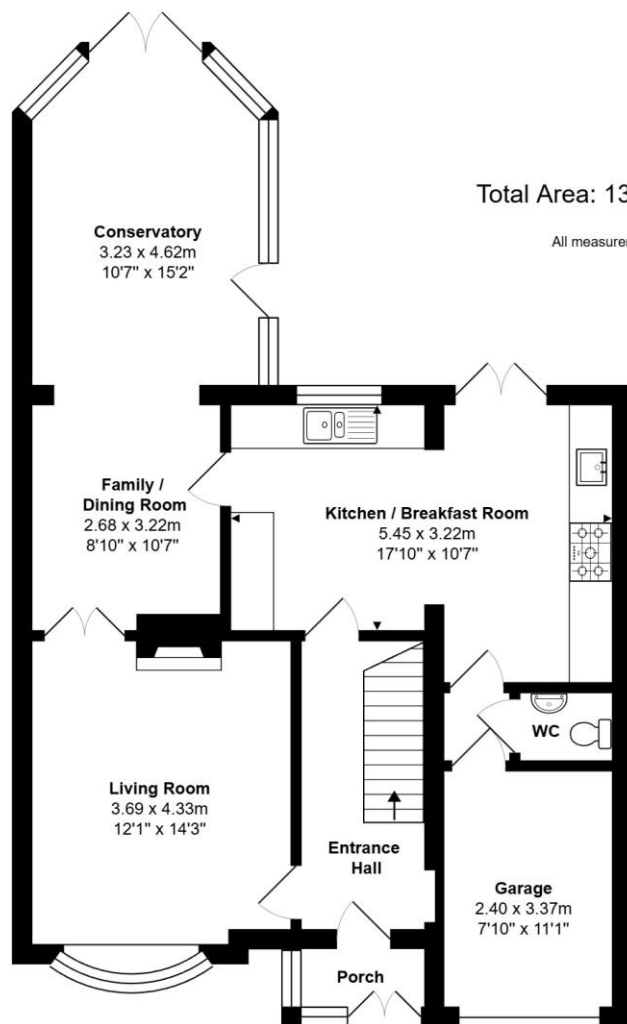 Total Area: 13
All measure
Conservatory
3.23 x 4.62m
10'7" x 15'2"
Family /
Dining Room
2.68 x 3.22m
8'10" x 10'7"
Kitchen / Breakfast Room
5.45 x 3.22m
17'10" x 10'7"
WC
Living Room
3.69 x 4.33m
12'1" x 14'3"
Entrance
Hall
Garage
2.40 x 3.37m
7'10" x 11'1"
Porch